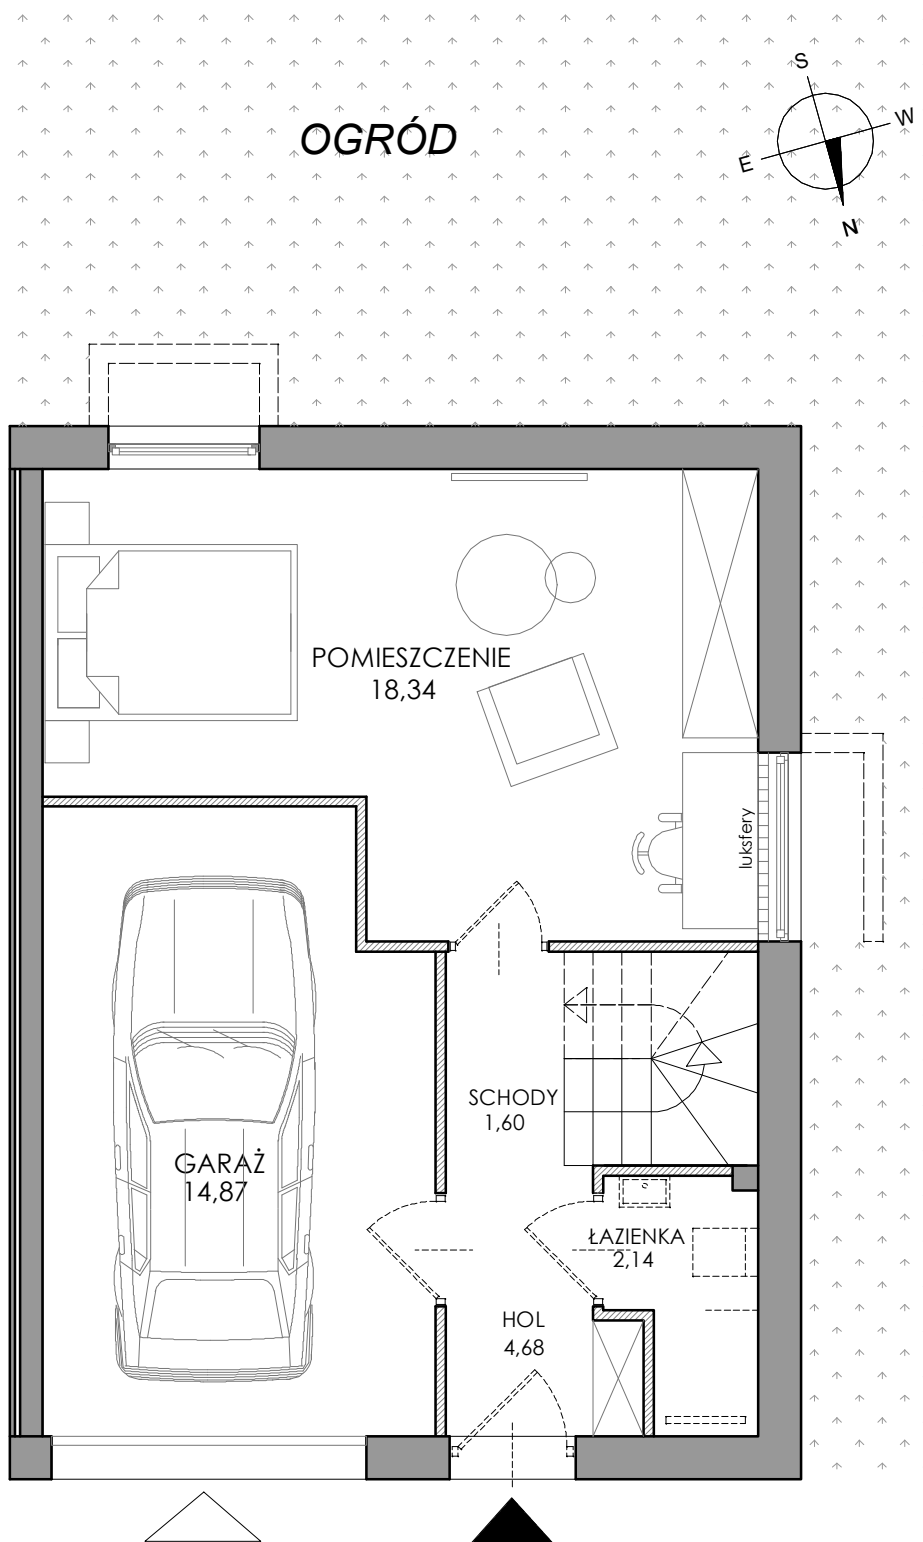 S
W
E
N
OGRÓD
POMIESZCZENIE
18,34
luksfery
SCHODY
1,60
GARAŻ
14,87
s
ŁAZIENKA
2,14
HOL
4,68